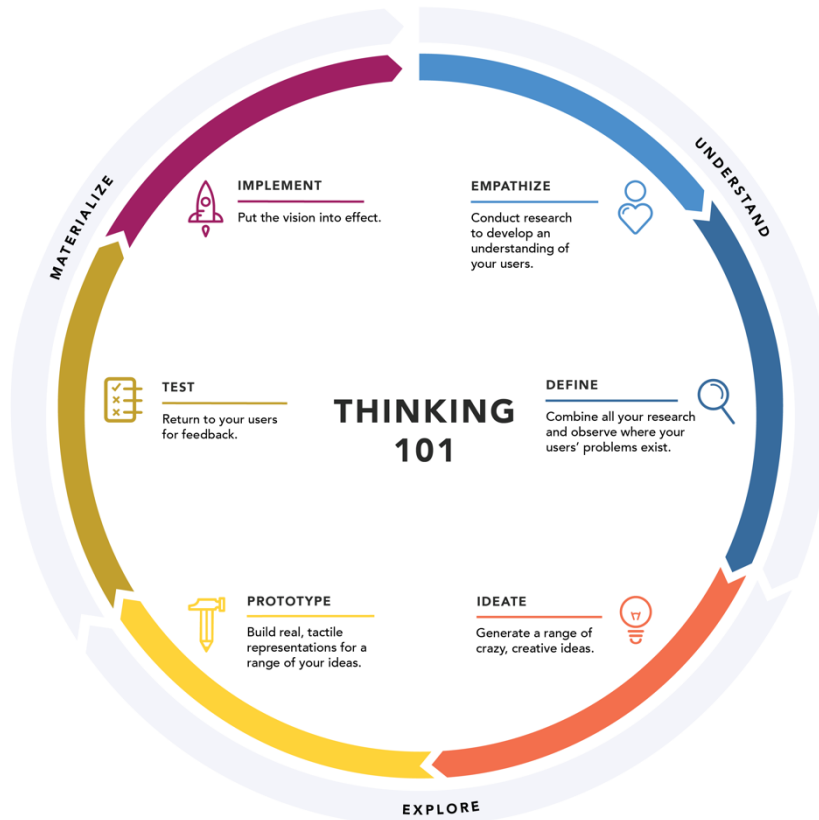 UNDERSTAND
EMPATHIZE
Conduct research
to develop an
understanding of
your users.
DEFINE
Combine all your research
and observe where your
users' problems exist.
EXPLORE
IDEATE
Generate a range of
crazy, creative ideas.
PROTOTYPE
Build real, tactile
representations for a
range of your ideas.
MATERIALIZE
TEST
Return to your users
for feedback.
IMPLEMENT
Put the vision into effect.
THINKING
101